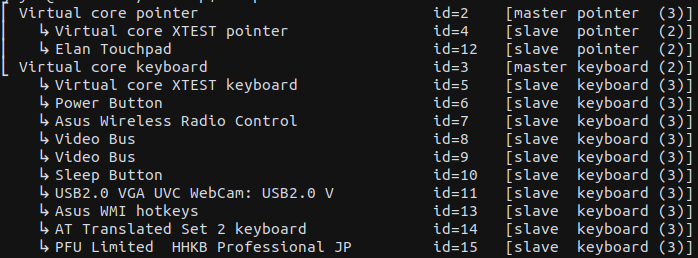 ⎡ Virtual core pointer id=2 [master pointer (3)]
⎜ ↳ Virtual core XTEST pointer id=4 [slave pointer (2)]
⎜ ↳ Elan Touchpad id=12 [slave pointer (2)]
⎣ Virtual core keyboard id=3 [master keyboard (2)]
↳ Virtual core XTEST keyboard id=5 [slave keyboard (3)]
↳ Power Button id=6 [slave keyboard (3)]
↳ Asus Wireless Radio Control id=7 [slave keyboard (3)]
↳ Video Bus id=8 [slave keyboard (3)]
↳ Video Bus id=9 [slave keyboard (3)]
↳ Sleep Button id=10 [slave keyboard (3)]
↳ USB2.0 VGA UVC WebCam: USB2.0 V id=11 [slave keyboard (3)]
↳ Asus WMI hotkeys id=13 [slave keyboard (3)]
↳ AT Translated Set 2 keyboard id=14 [slave keyboard (3)]
↳ PFU Limited  HHKB Professional JP id=15 [slave keyboard (3)]